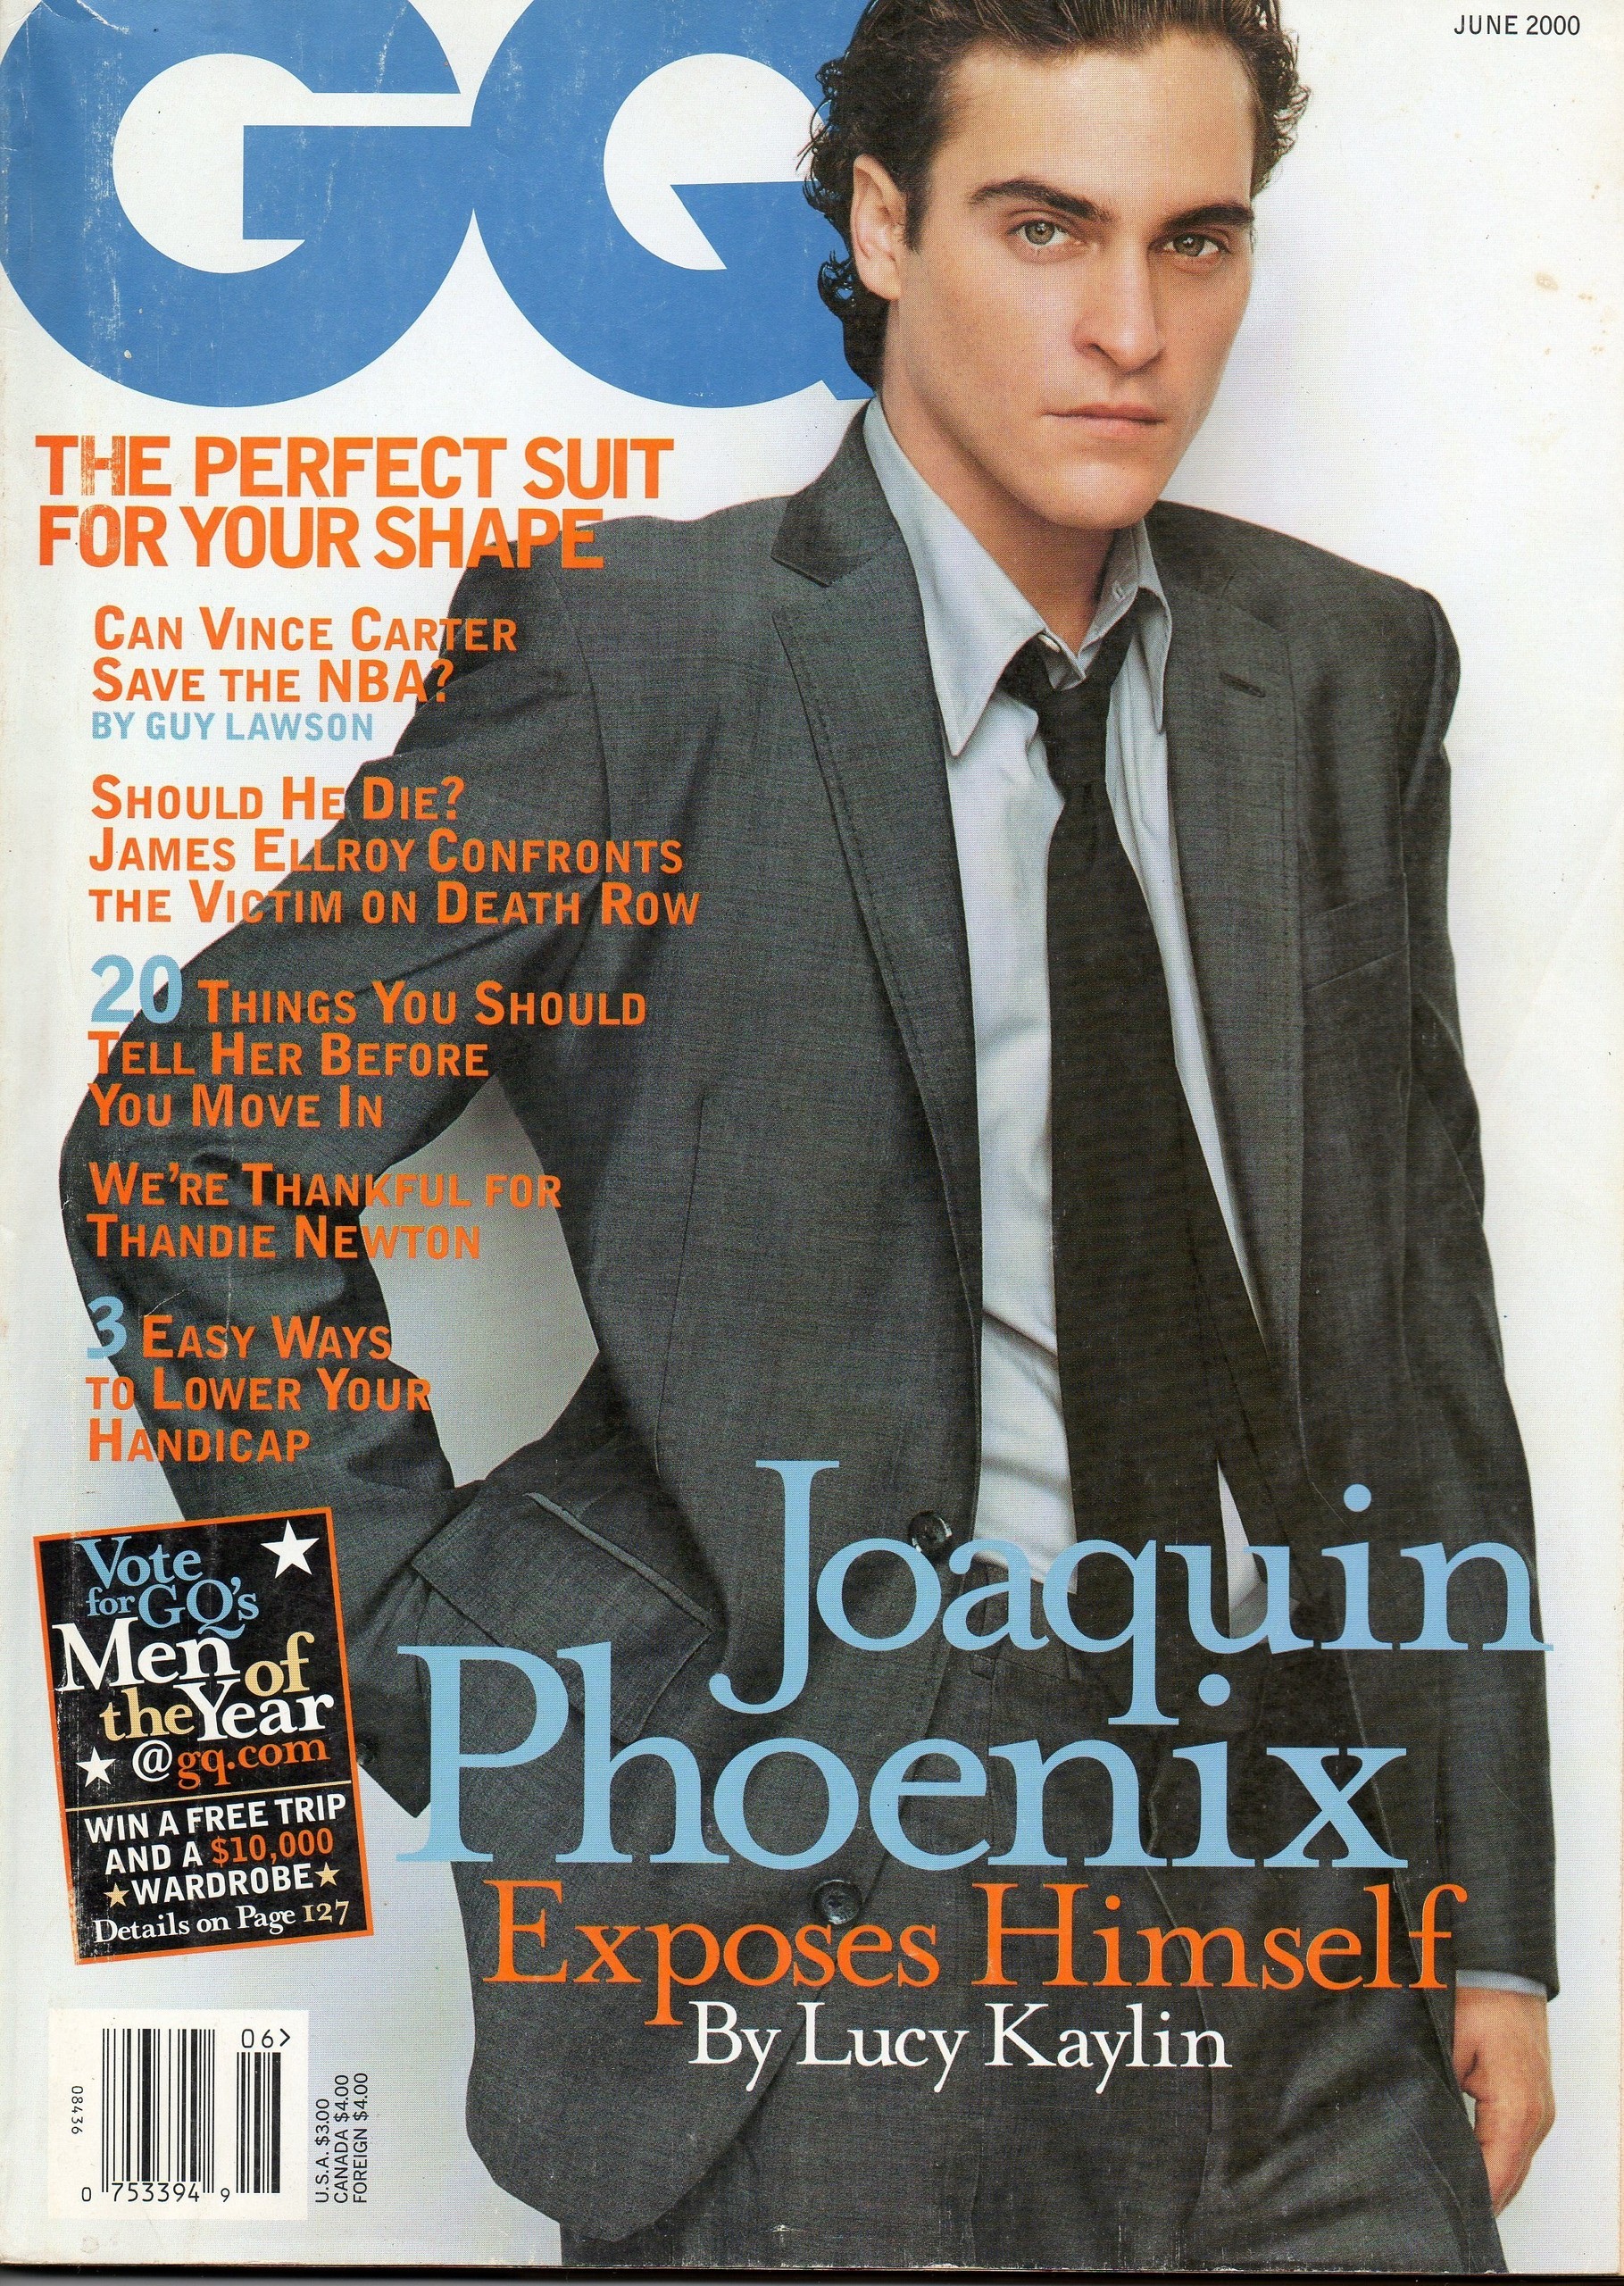 GQ
JUNE 2000
THE PERFECT SUIT
FOR YOUR SHAPE
CAN VINCE CARTER
SAVE THE NBA?
BY GUY LAWSON
SHOULD HE DIE?
JAMES ELLROY CONFRONTS
THE VICTIM ON DEATH ROW
20 THINGS YOU SHOULD
TELL HER BEFORE
YOU MOVE IN
WE'RE THANKFUL FOR
THANDIE NEWTON
3 EASY WAYS
TO LOWER YOUR
HANDICAP
Vote
for GQ's
Men of
the Year
@gq.com
WIN A FREE TRIP
AND A $10,000
WARDROBE
Details on Page 127
Joaquin
Phoenix
Exposes Himself
By Lucy Kaylin
06>
08436
0 753394 9
U.S.A. $3.00
CANADA $4.00
FOREIGN $4.00